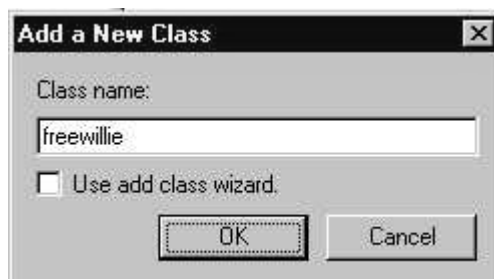 Add a New Class
Class name:
freewillie
Use add class wizard.
OK Cancel